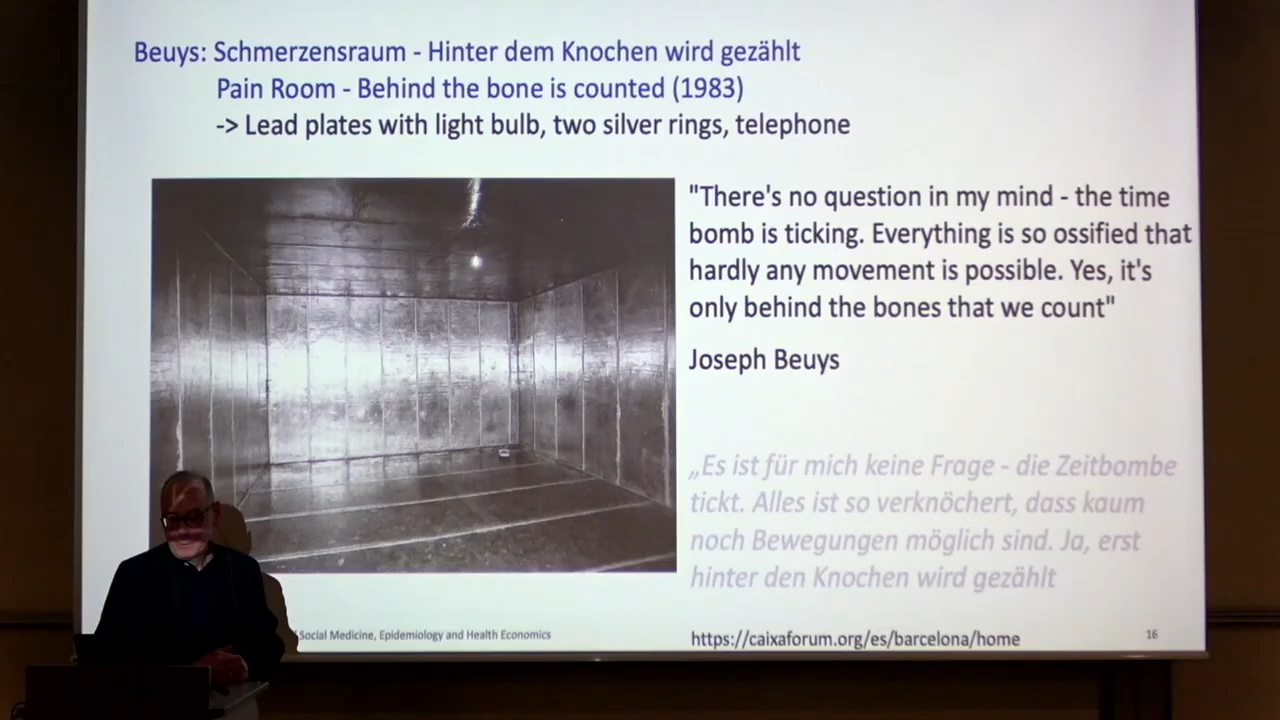 Beuys: Schmerzensraum - Hinter dem Knochen wird gezählt
Pain Room - Behind the bone is counted (1983)
-> Lead plates with light bulb, two silver rings, telephone
"There's no question in my mind - the time
bomb is ticking. Everything is so ossified that
hardly any movement is possible. Yes, it's
only behind the bones that we count"
Joseph Beuys
„Es ist für mich keine Frage - die Zeitbombe
tickt. Alles ist so verknöchert, dass kaum
noch Bewegungen möglich sind. Ja, erst
hinter den Knochen wird gezählt
Social Medicine, Epidemiology and Health Economics
https://caixaforum.org/es/barcelona/home
16